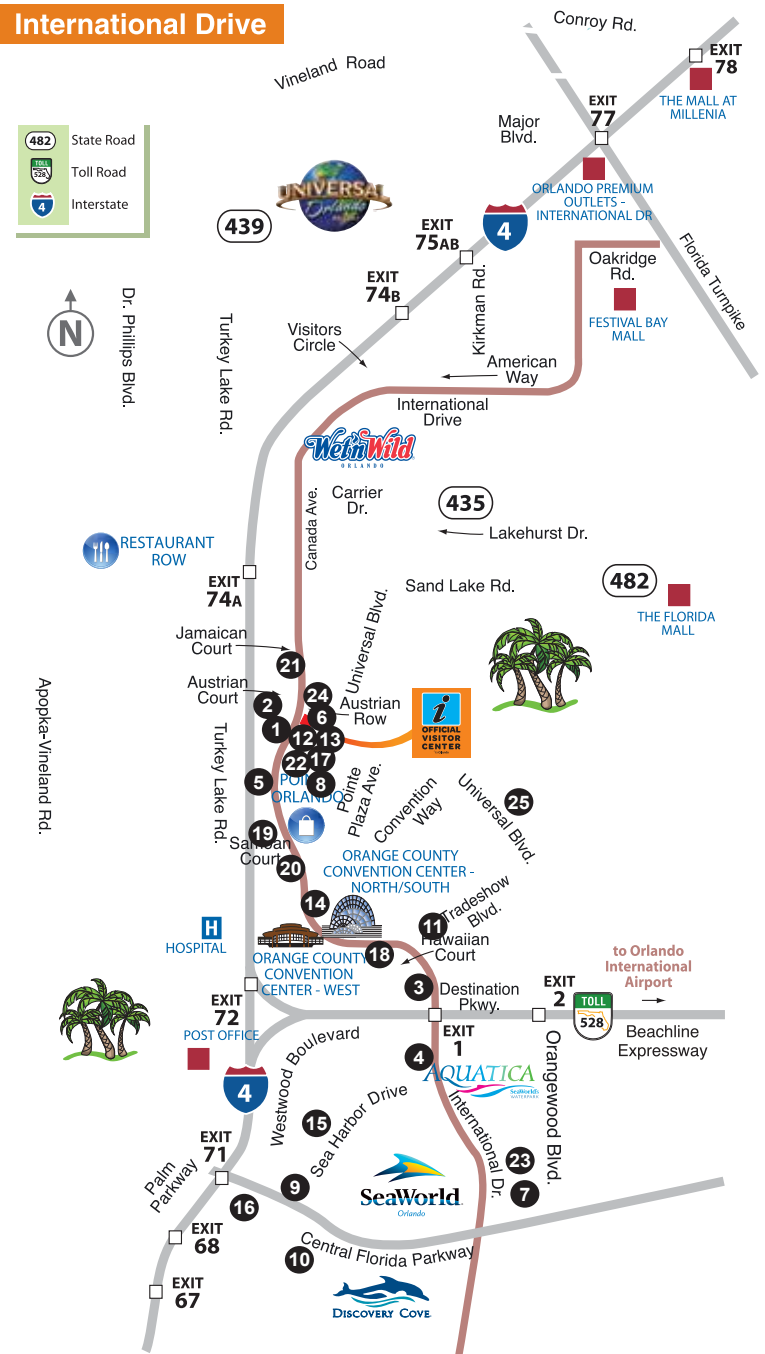 International Drive
Conroy Rd.
EXIT
78
Vineland Road
THE MALL AT
MILLENIA
EXIT
77
Major
Blvd.
482
State Road
TOLL
528
Toll Road
4
Interstate
UNIVERSAL
Orlando
439
ORLANDO PREMIUM
OUTLETS -
INTERNATIONAL DR
EXIT
75AB
4
Florida Turnpike
Oakridge
Rd.
EXIT
74B
Kirkman Rd.
N
Dr. Phillips Blvd.
Turkey Lake Rd.
Visitors
Circle
FESTIVAL BAY
MALL
American
Way
International
Drive
Wet'n Wild
ORLANDO
Canada Ave.
Carrier
Dr.
435
Lakehurst Dr.
RESTAURANT
ROW
EXIT
74A
Sand Lake Rd.
482
THE FLORIDA
MALL
Jamaican
Court
21
Universal Blvd.
Austrian
Court
2
24
Austrian
Row
6
1
12
13
i
OFFICIAL
VISITOR
CENTER
Apopka-Vineland Rd.
Turkey Lake Rd.
22
17
5
8
POIN
ORLANDO
Pointe
Plaza Ave.
Convention
Way
Universal Blvd.
25
19
Samoan
Court
20
ORANGE COUNTY
CONVENTION CENTER -
NORTH/SOUTH
14
11
Tradeshow
Blvd.
H
HOSPITAL
ORANGE COUNTY
CONVENTION
CENTER - WEST
18
Hawaiian
Court
to Orlando
International
Airport
3
Destination
Pkwy.
EXIT
2
TOLL
528
EXIT
72
POST OFFICE
EXIT
1
Beachline
Expressway
4
Westwood Boulevard
4
AQUATICA
SeaWorld's
WATERPARK
Orangewood Blvd.
Sea Harbor Drive
15
International Dr.
EXIT
71
Palm
Parkway
23
9
SeaWorld
Orlando
7
16
EXIT
68
Central Florida Parkway
10
EXIT
67
DISCOVERY COVE